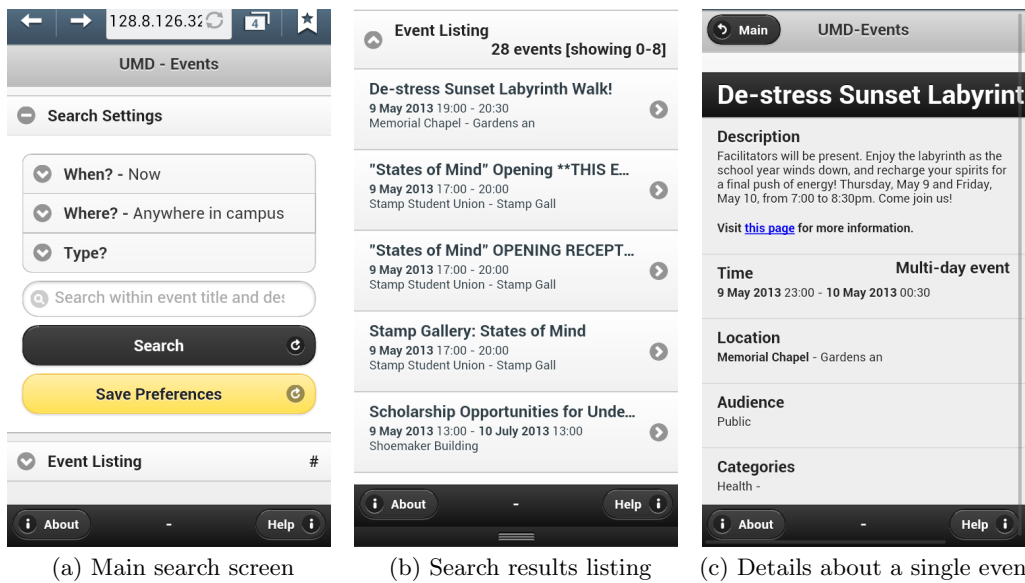 128.8.126.32
4
UMD - Events
Search Settings
When? - Now
Where? - Anywhere in campus
Type?
Search within event title and des
Search
Save Preferences
Event Listing #
About - Help
(a) Main search screen
Event Listing
28 events [showing 0-8]
De-stress Sunset Labyrinth Walk!
9 May 2013 19:00 - 20:30
Memorial Chapel - Gardens an
"States of Mind" Opening **THIS E...
9 May 2013 17:00 - 20:00
Stamp Student Union - Stamp Gall
"States of Mind" OPENING RECEPT...
9 May 2013 17:00 - 20:00
Stamp Student Union - Stamp Gall
Stamp Gallery: States of Mind
9 May 2013 17:00 - 20:00
Stamp Student Union - Stamp Gall
Scholarship Opportunities for Unde...
9 May 2013 13:00 - 10 July 2013 13:00
Shoemaker Building
About - Help
(b) Search results listing
Main UMD-Events
De-stress Sunset Labyrint
Description
Facilitators will be present. Enjoy the labyrinth as the
school year winds down, and recharge your spirits for
a final push of energy! Thursday, May 9 and Friday,
May 10, from 7:00 to 8:30pm. Come join us!
Visit this page for more information.
Time Multi-day event
9 May 2013 23:00 - 10 May 2013 00:30
Location
Memorial Chapel - Gardens an
Audience
Public
Categories
Health -
About - Help
(c) Details about a single even